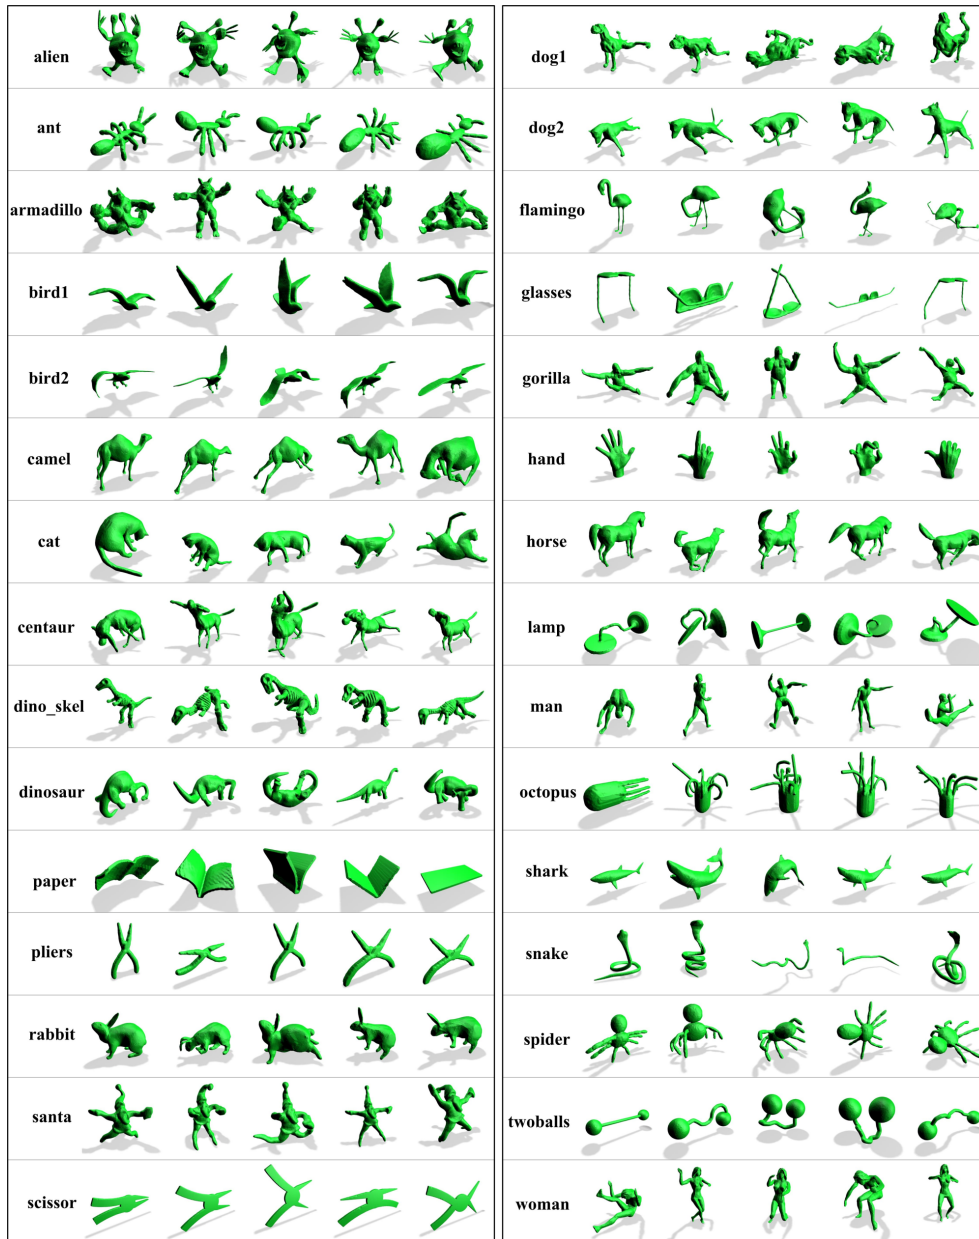 alien
ant
armadillo
bird1
bird2
camel
cat
centaur
dino_skel
dinosaur
paper
pliers
rabbit
santa
scissor
dog1
dog2
flamingo
glasses
gorilla
hand
horse
lamp
man
octopus
shark
snake
spider
twoballs
woman